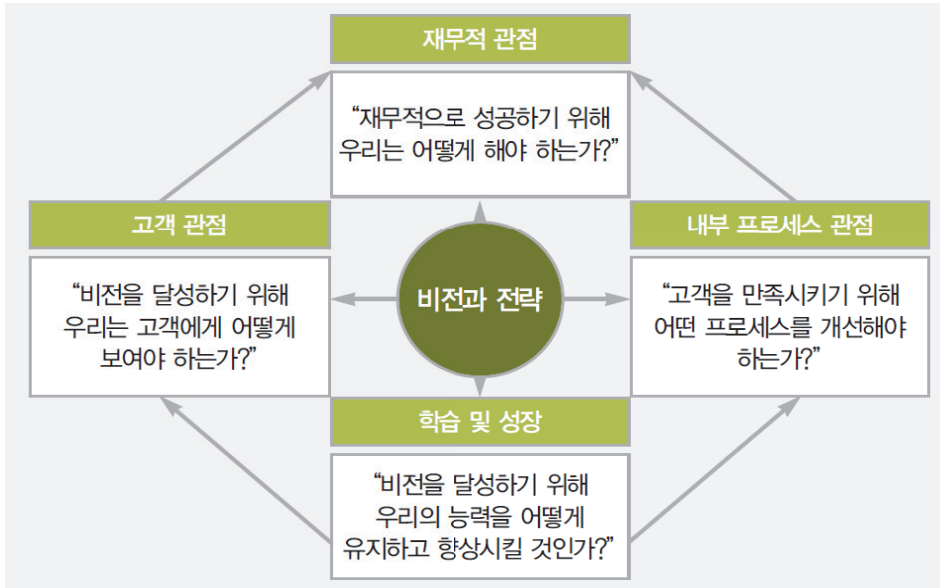 재무적 관점
“재무적으로 성공하기 위해
우리는 어떻게 해야 하는가?”
고객 관점
“비전을 달성하기 위해
우리는 고객에게 어떻게
보여야 하는가?”
비전과 전략
내부 프로세스 관점
“고객을 만족시키기 위해
어떤 프로세스를 개선해야
하는가?”
학습 및 성장
“비전을 달성하기 위해
우리의 능력을 어떻게
유지하고 향상시킬 것인가?”